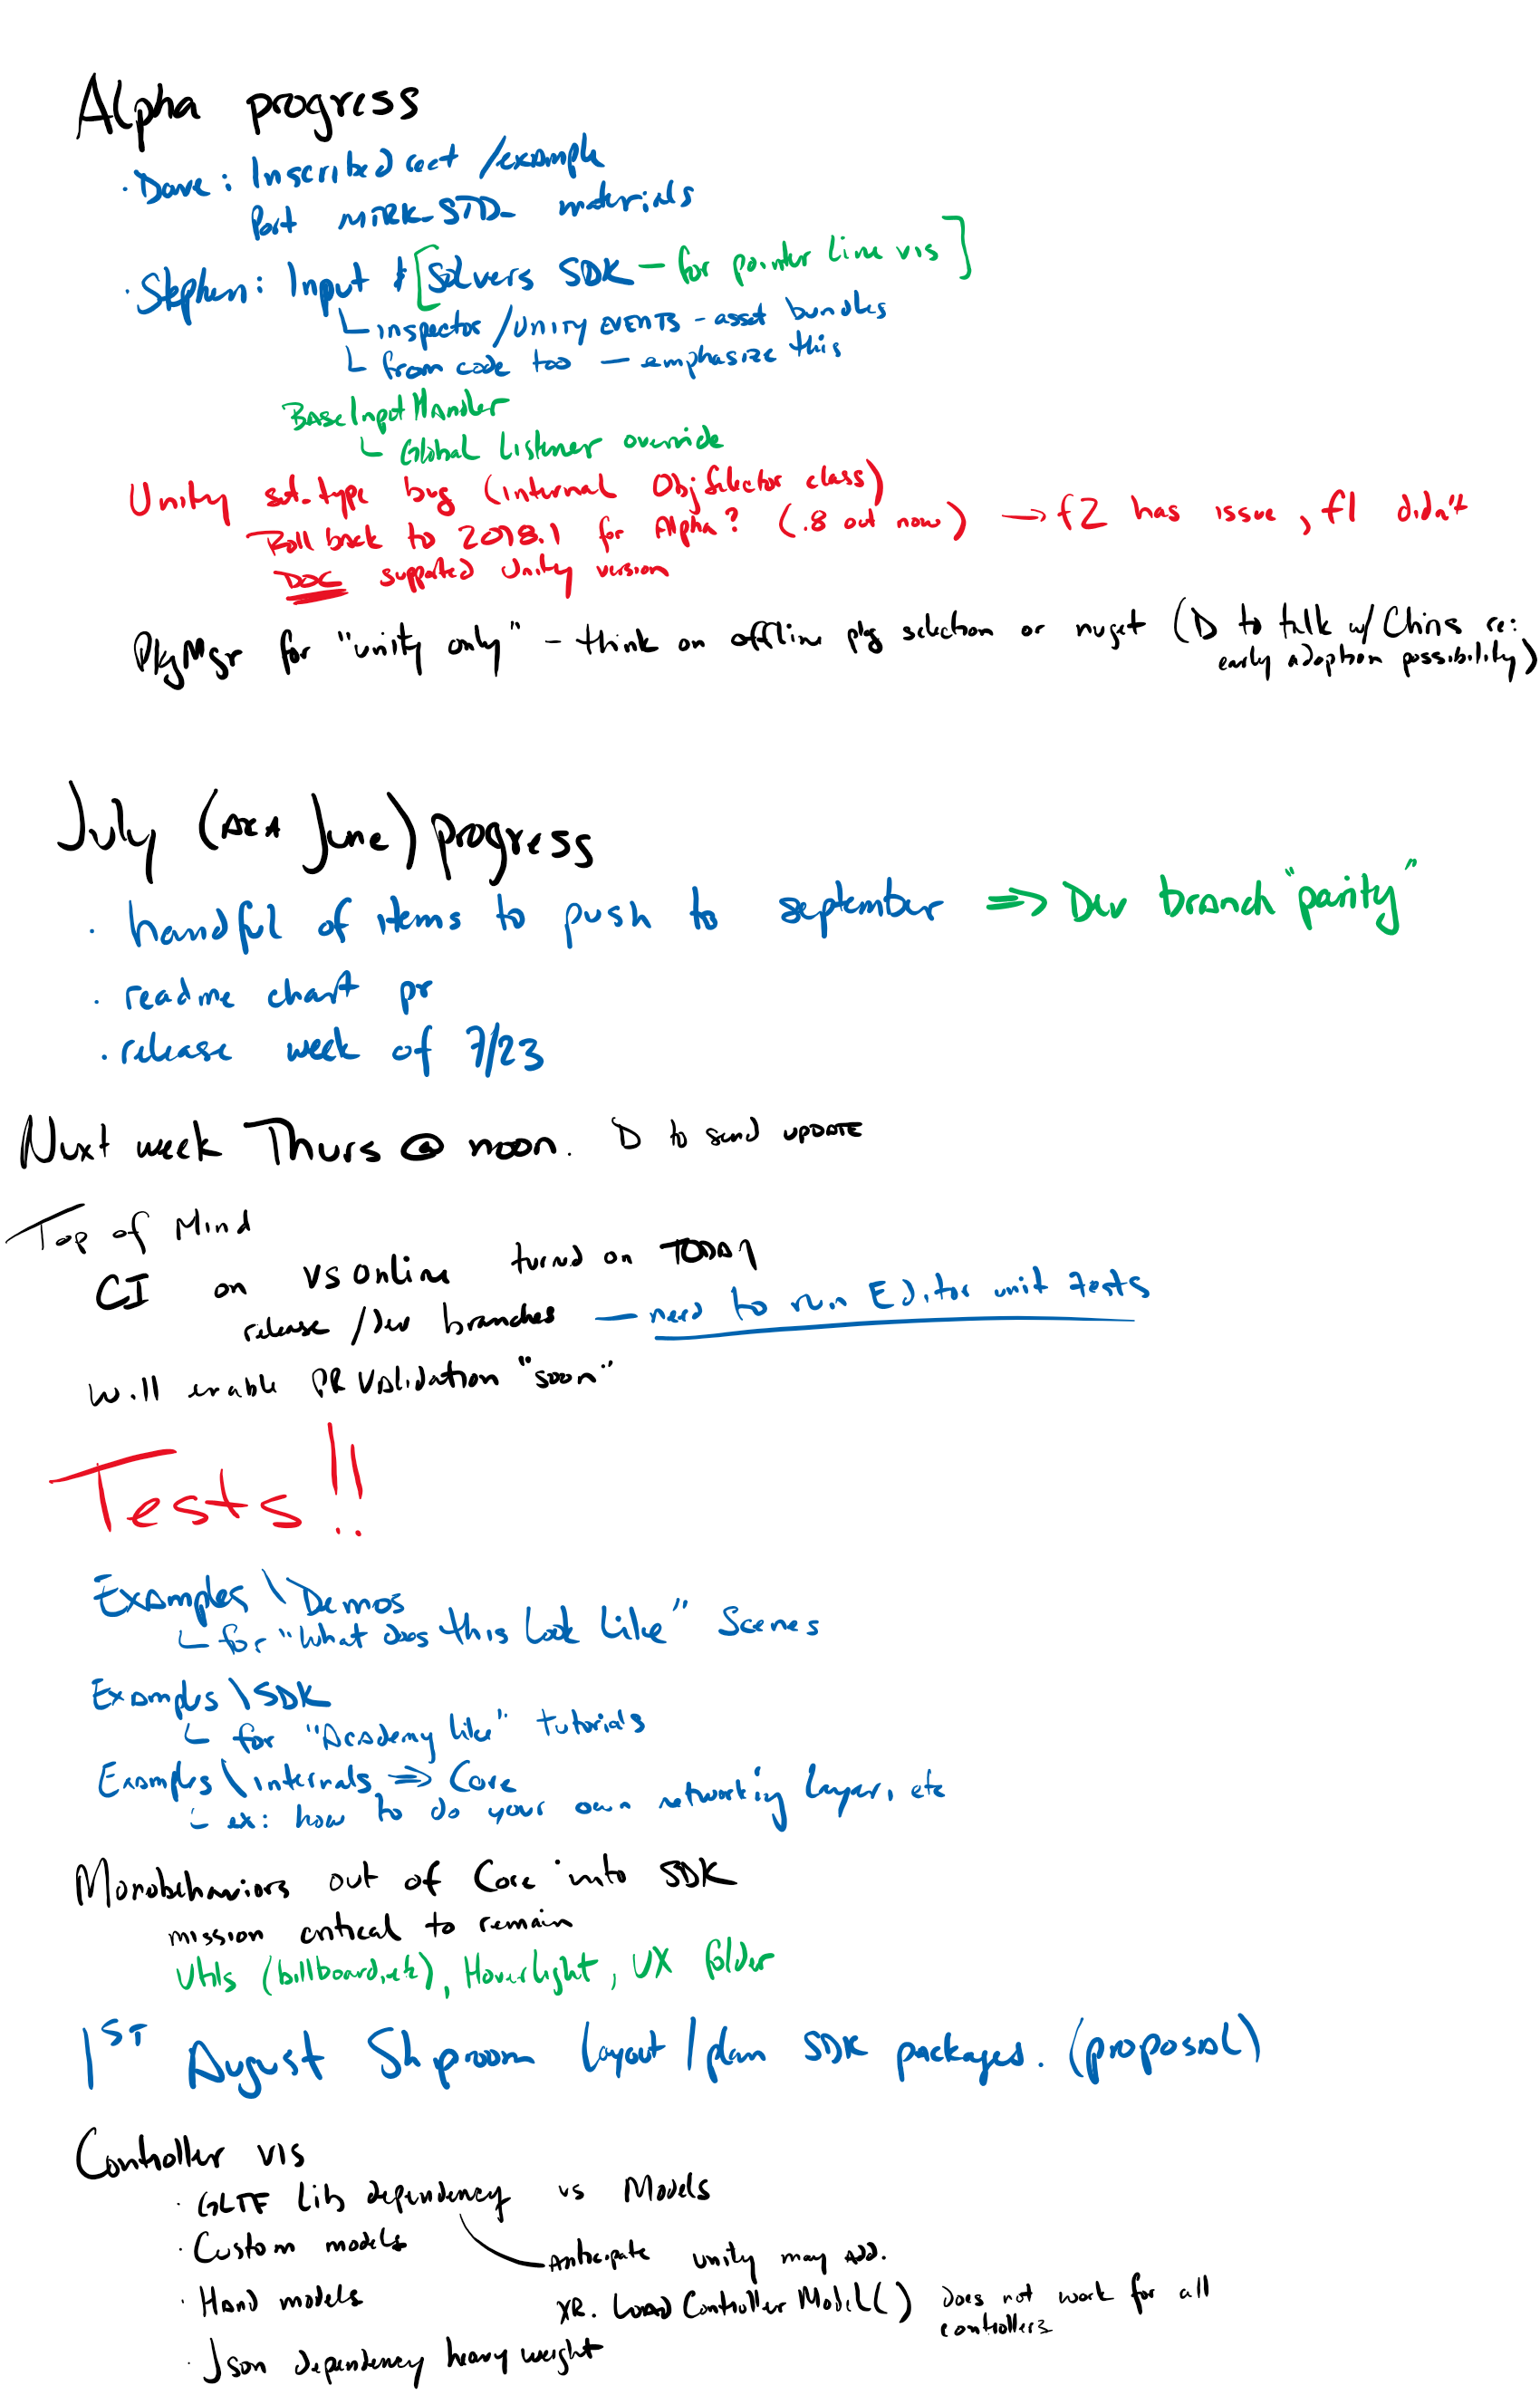 Alpha progress
· Dave: Inscribed rect / example
Port MTRK_STD_ materials
· Stephen: Input & [Solvers SDK — for pointer line vis]
inspector / UNITY EVENTS - asset bundles
from code too — emphasize this
BaseInputHandler
Global Listener override
Unity set-type bug (internal ObjSelector class)
Roll back to 2018.1 for Alpha? (.8 out now) → f2 has issue, f1 didn't
DOC supported Unity version
PkgMgr for "unity only" - think on offline pkg selection or nuget (D to talk w/ Chris re:
early adoption possibility)
July (AKA June) progress
· handful of items to push to september => Dev branch "parity"
· readme chart pr
· release week of 7/23
Next week Thurs @ noon. D to send UPDATE
Top of Mind
CI on VSOnline turned on TODAY
release / dev branches — need to run Editor unit tests
will enable PR Validation "soon"
Tests!!
Examples \ Demos
for "What does this look like" Scenes
Examples \ SDK
for "Academy like" tutorials
Examples \ internals => Core
ex: how to do your own networking layer, etc
Monobehaviors out of Core into SDK
mission critical to remain
Utils (billboard, etc), HoverLight, UX folder
1ST August Shiproom layout / plan SDK packages. (proposal)
Controller vis
· GLTF Lib dependency vs Models
· Custom models
Anticipate unity may add.
· Hand models
XR.LoadControllerModel() does not work for all
controllers
· Json dependency heavy weight